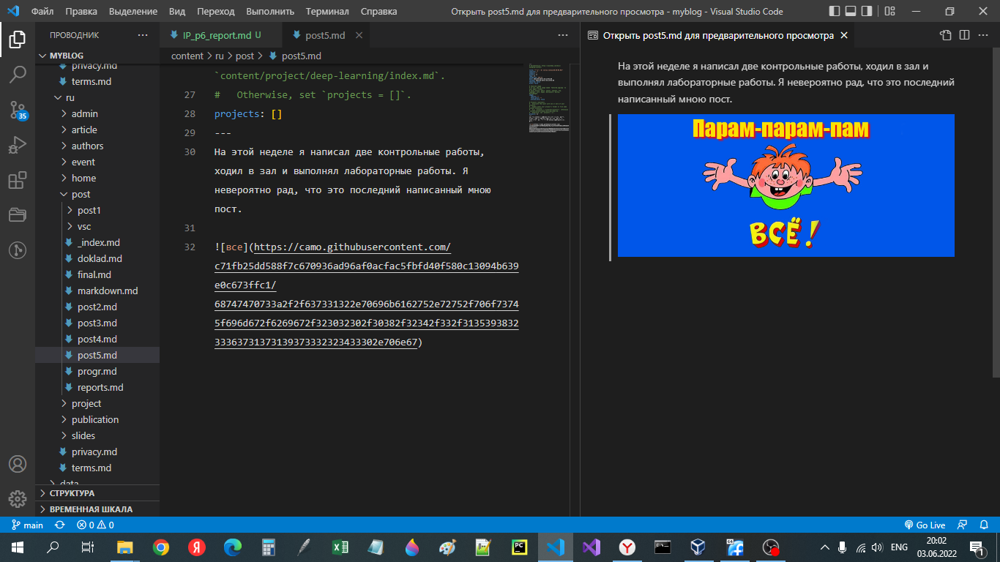 Файл Правка Выделение Вид Переход Выполнить Терминал Справка
Открыть post5.md для предварительного просмотра - myblog - Visual Studio Code
ПРОВОДНИК
MYBLOG
privacy.md
terms.md
ru
admin
article
authors
event
home
post
post1
vsc
_index.md
doklad.md
final.md
markdown.md
post2.md
post3.md
post4.md
post5.md
progr.md
reports.md
project
publication
slides
privacy.md
terms.md
data
СТРУКТУРА
ВРЕМЕННАЯ ШКАЛА
35
IP_p6_report.md U
post5.md
content > ru > post > post5.md
`content/project/deep-learning/index.md`.
27 #   Otherwise, set `projects = []`.
28 projects: []
29 ---
30 На этой неделе я написал две контрольные работы,
ходил в зал и выполнял лабораторные работы. Я
невероятно рад, что это последний написанный мною
пост.
31
32 ![все](https://camo.githubusercontent.com/
c71fb25dd588f7c670936ad96af0acfac5fbfd40f580c13094b639
e0c673ffc1/
68747470733a2f2f637331322e70696b6162752e72752f706f7374
5f696d672f6269672f323032302f30382f32342f332f3135393832
333637313731393733323234333​02e706e67)
Открыть post5.md для предварительного просмотра
На этой неделе я написал две контрольные работы, ходил в зал и
выполнял лабораторные работы. Я невероятно рад, что это последний
написанный мною пост.
Парам-парам-пам
ВСЁ!
main
0 0
Go Live
ENG
20:02
03.06.2022
1